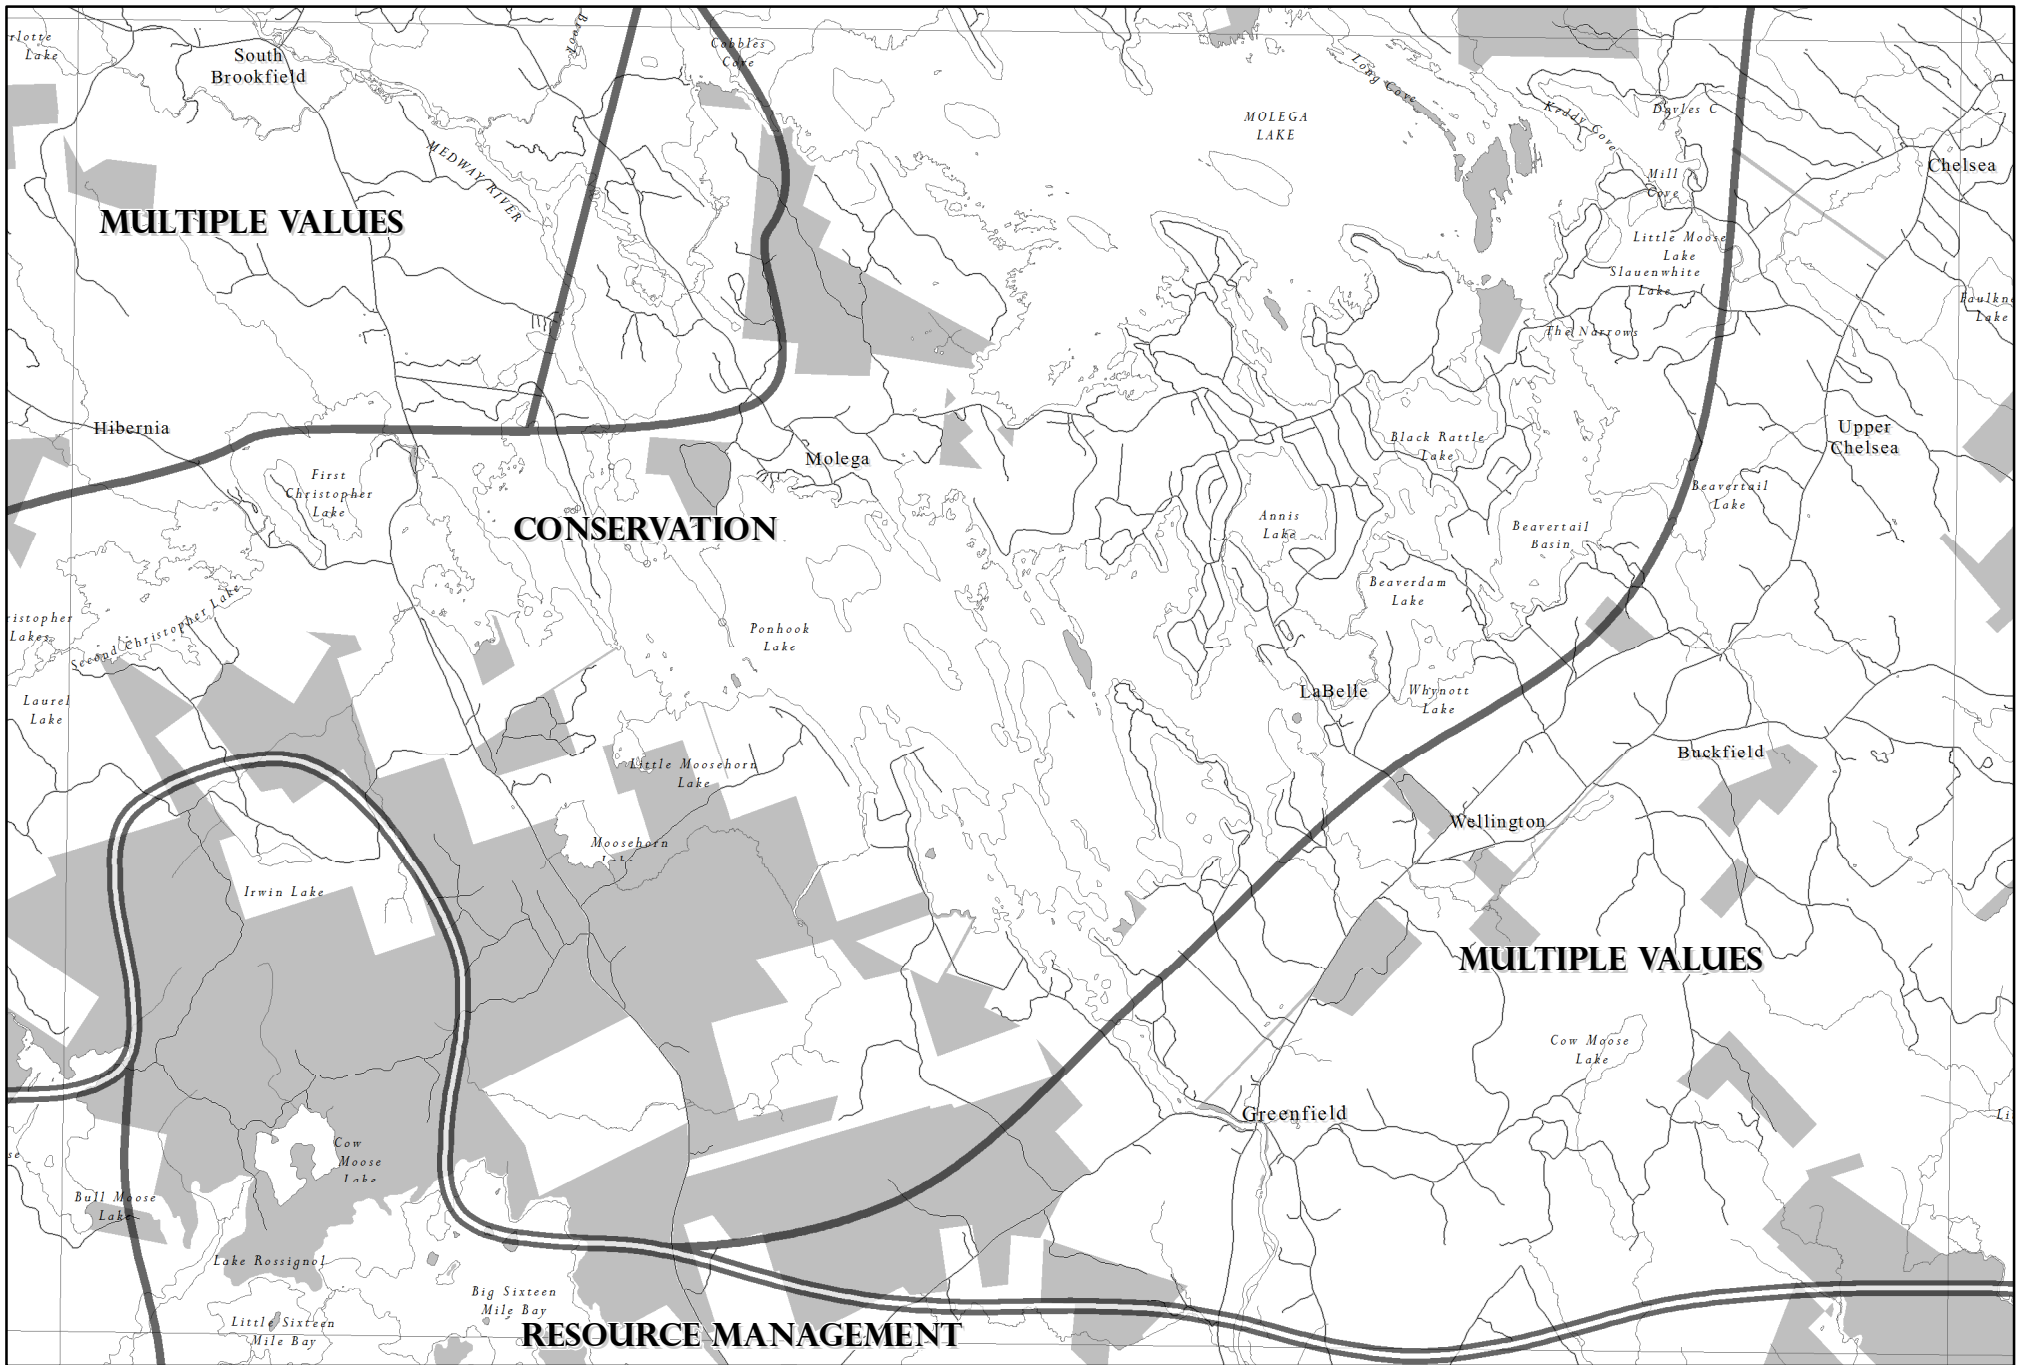 Lake
South
Brookfield
Brook
Cobbles
Cove
Long Cove
MOLEGA
LAKE
Keddy Cove
Dayles C
Chelsea
MEDWAY RIVER
Mill
Cove
MULTIPLE VALUES
Little Moose
Lake
Slauenwhite
Lake
Lake
The Narrows
Hibernia
Molega
Black Rattle
Lake
Upper
Chelsea
First
Christopher
Lake
Beavertail
Lake
CONSERVATION
Annis
Lake
Beavertail
Basin
Beaverdam
Lake
ristopher
Lakes
Second Christopher Lake
Ponhook
Lake
LaBelle
Whynott
Lake
Laurel
Lake
Buckfield
Little Moosehorn
Lake
Wellington
Moosehorn
Irwin Lake
MULTIPLE VALUES
Cow Moose
Lake
Greenfield
Cow
Moose
Lake
Bull Moose
Lake
Lake Rossignol
Big Sixteen
Mile Bay
Little Sixteen
Mile Bay
RESOURCE MANAGEMENT